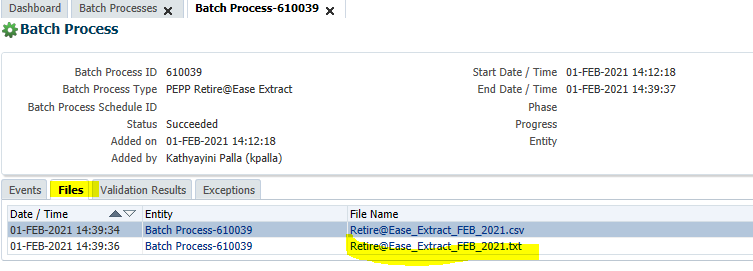 Dashboard Batch Processes Batch Process-610039
Batch Process
Batch Process ID 610039 Start Date / Time 01-FEB-2021 14:12:18
Batch Process Type PEPP Retire@Ease Extract End Date / Time 01-FEB-2021 14:39:37
Batch Process Schedule ID Phase
Status Succeeded Progress
Added on 01-FEB-2021 14:12:18 Entity
Added by Kathyayini Palla (kpalla)
Events Files Validation Results Exceptions
Date / Time Entity File Name
01-FEB-2021 14:39:34 Batch Process-610039 Retire@Ease_Extract_FEB_2021.csv
01-FEB-2021 14:39:36 Batch Process-610039 Retire@Ease_Extract_FEB_2021.txt